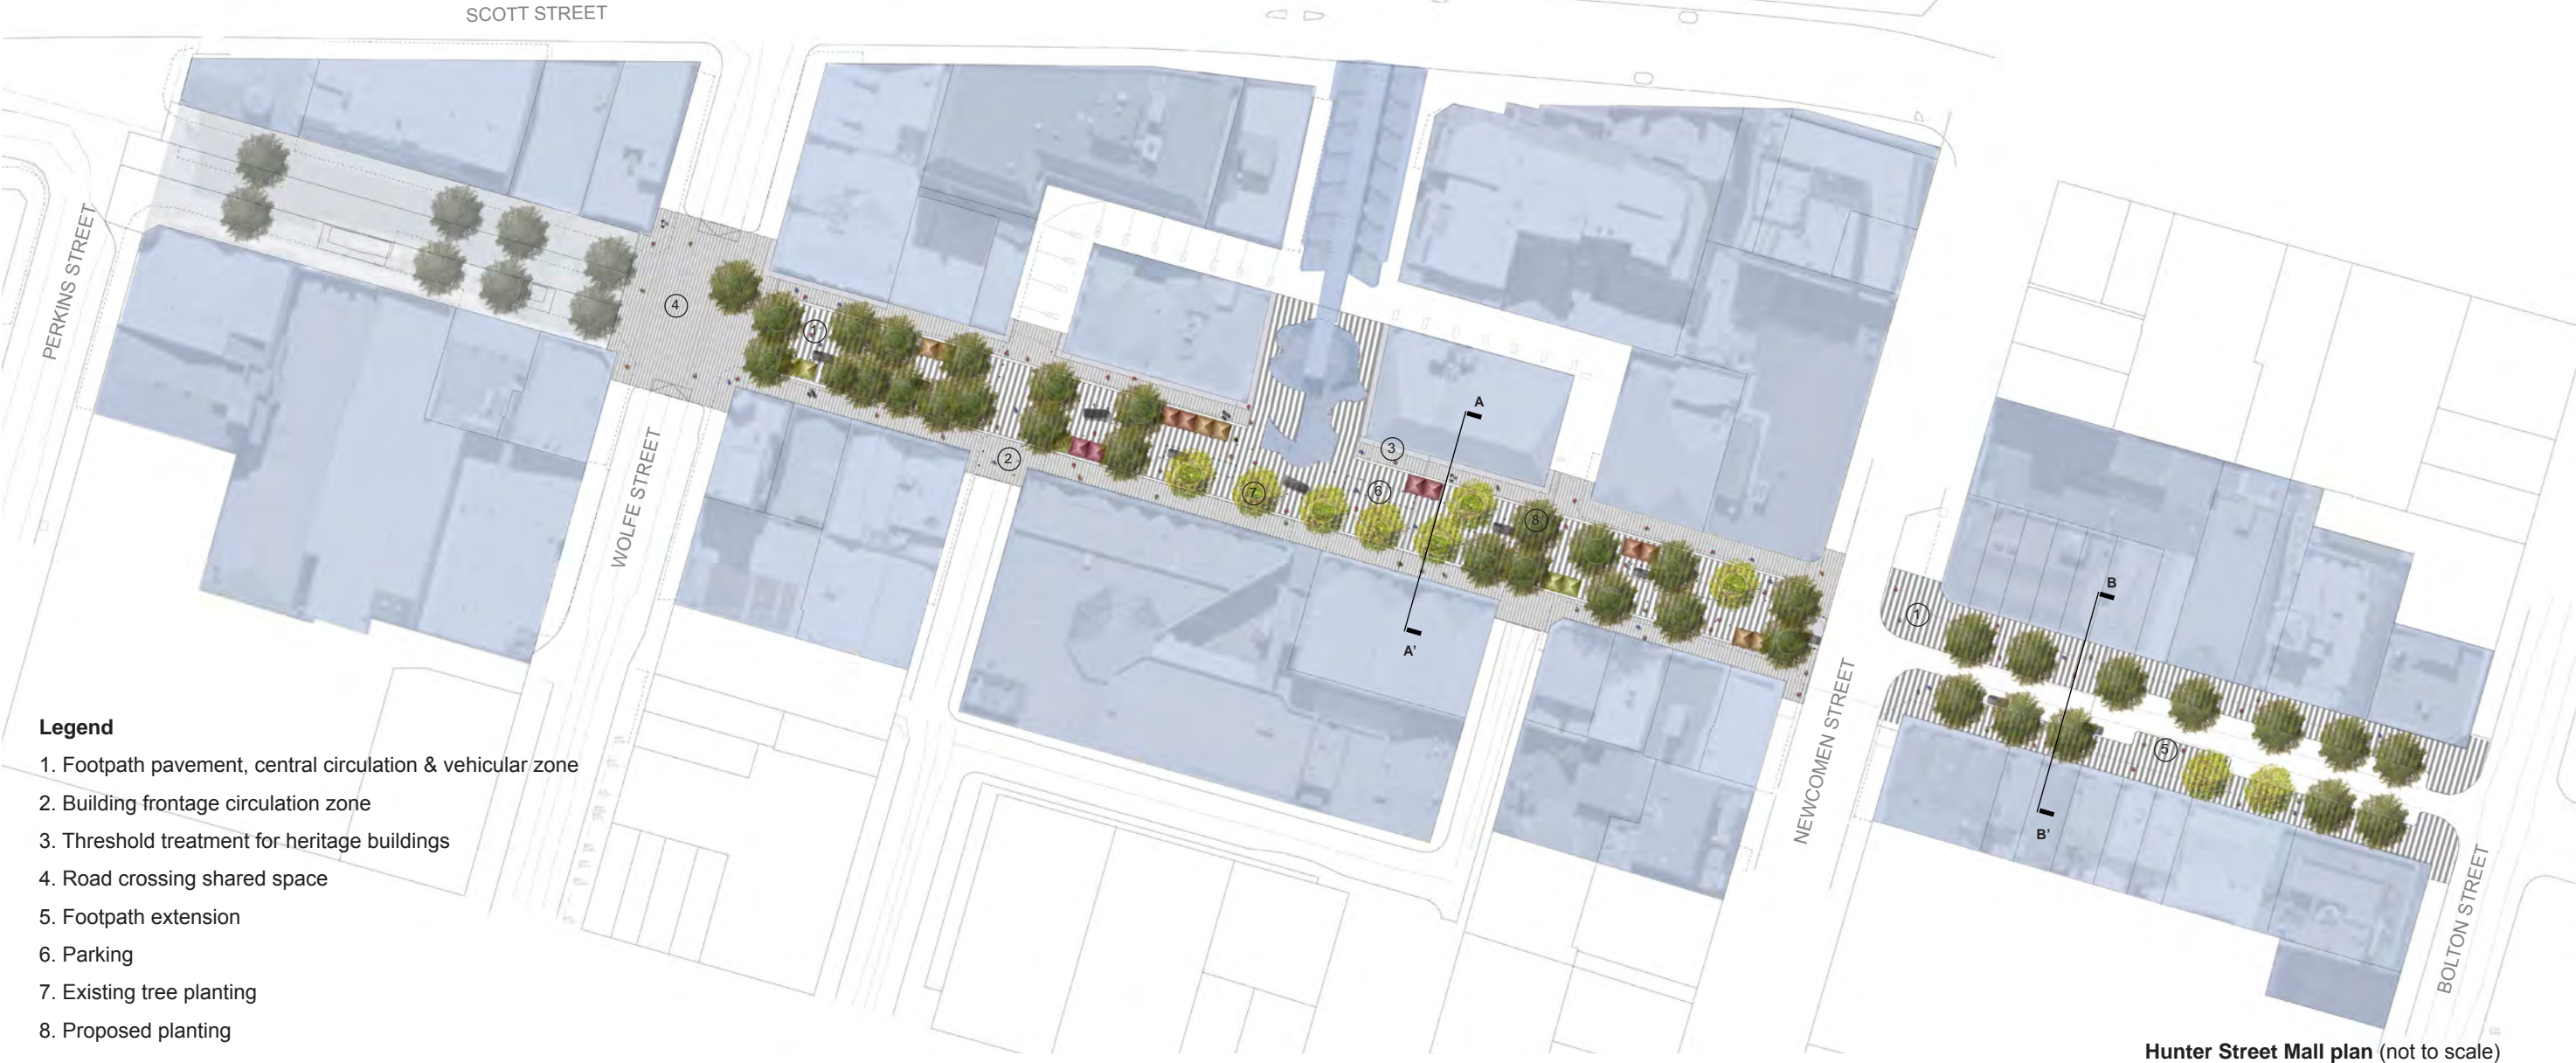 SCOTT STREET
PERKINS STREET
WOLFE STREET
NEWCOMEN STREET
BOLTON STREET
4
1
2
3
6
7
8
A
A'
1
5
B
B'
Legend
1. Footpath pavement, central circulation & vehicular zone
2. Building frontage circulation zone
3. Threshold treatment for heritage buildings
4. Road crossing shared space
5. Footpath extension
6. Parking
7. Existing tree planting
8. Proposed planting
Hunter Street Mall plan (not to scale)